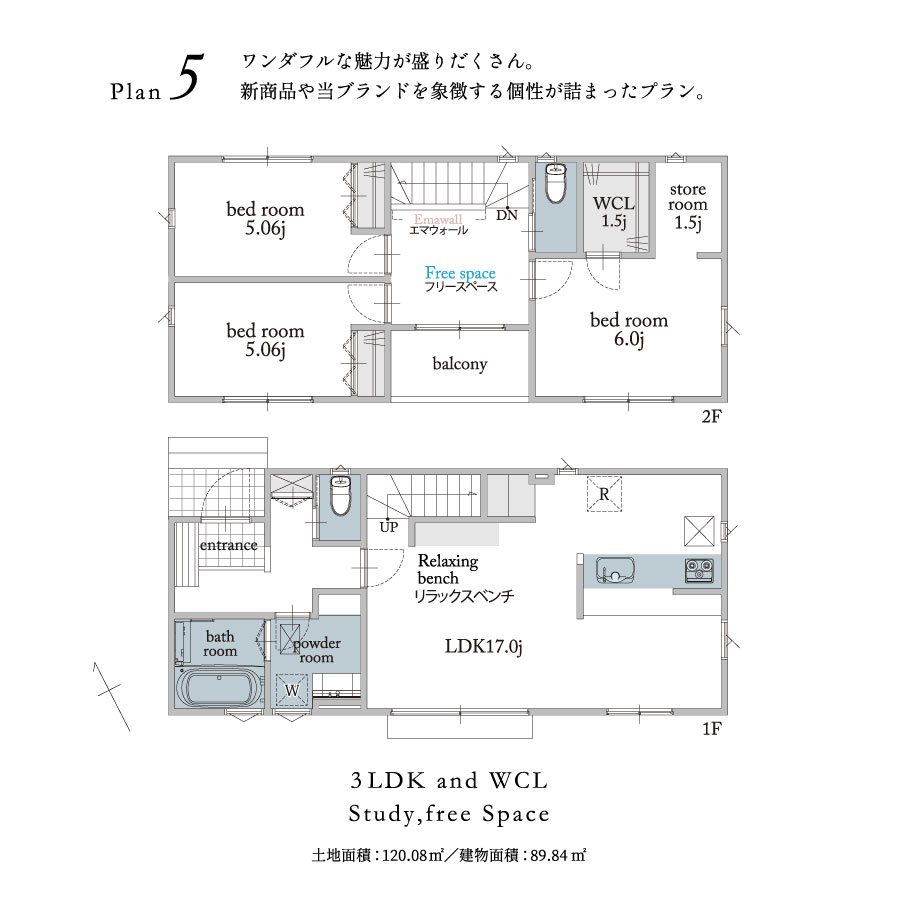 Plan 5
ワンダフルな魅力が盛りだくさん。
新商品や当ブランドを象徴する個性が詰まったプラン。
bed room
5.06j
Emawall
エマウォール
DN
WCL
1.5j
store
room
1.5j
Free space
フリースペース
bed room
5.06j
bed room
6.0j
balcony
2F
entrance
UP
R
Relaxing
bench
リラックスベンチ
bath
room
powder
room
LDK17.0j
W
1F
3LDK and WCL
Study,free Space
土地面積：120.08㎡／建物面積：89.84㎡